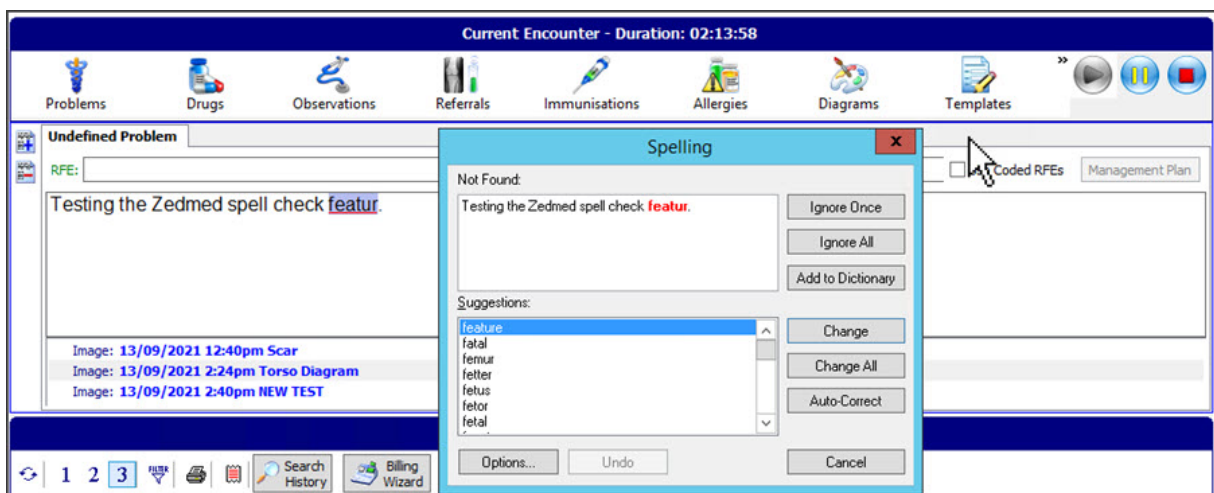 Current Encounter - Duration: 02:13:58
Problems Drugs Observations Referrals Immunisations Allergies Diagrams Templates »
Undefined Problem
RFE: Coded RFEs Management Plan
Testing the Zedmed spell check featur.
Image: 13/09/2021 12:40pm Scar
Image: 13/09/2021 2:24pm Torso Diagram
Image: 13/09/2021 2:40pm NEW TEST
Spelling x
Not Found:
Testing the Zedmed spell check featur.
Ignore Once
Ignore All
Add to Dictionary
Suggestions:
feature
fatal
femur
fetter
fetus
fetor
fetal
Change
Change All
Auto-Correct
Options... Undo Cancel
1 2 3 FILTER Search History Billing Wizard